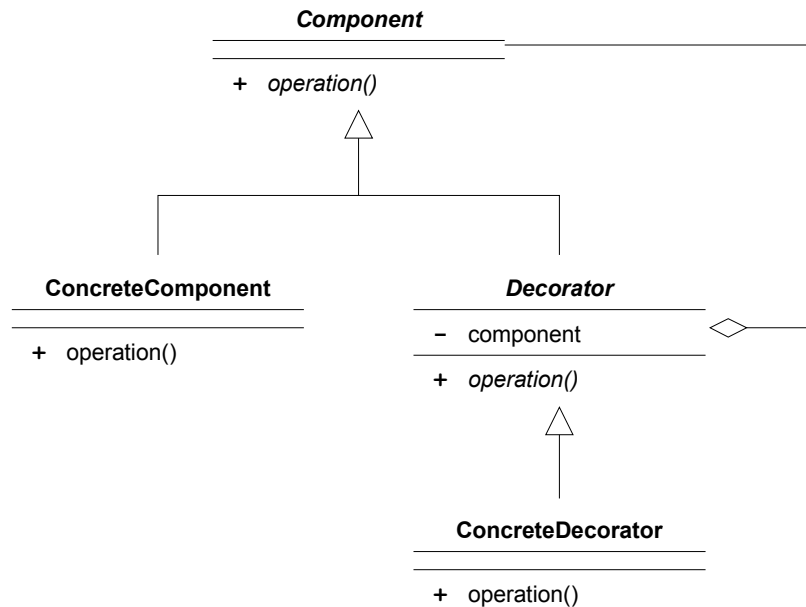 Component
+ operation()
ConcreteComponent
+ operation()
Decorator
- component
+ operation()
ConcreteDecorator
+ operation()